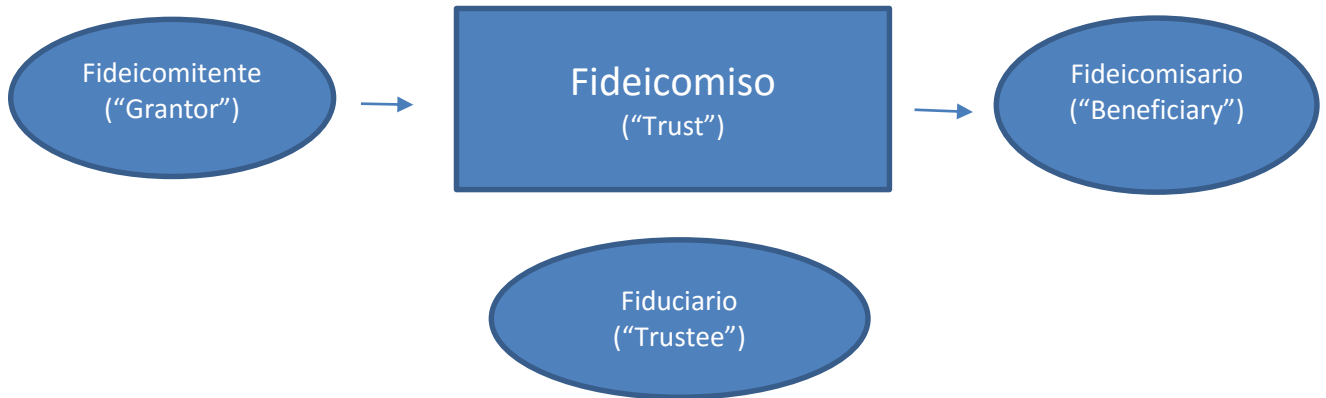 Fideicomitente
(“Grantor”)
Fideicomiso
(“Trust”)
Fideicomisario
(“Beneficiary”)
Fiduciario
(“Trustee”)